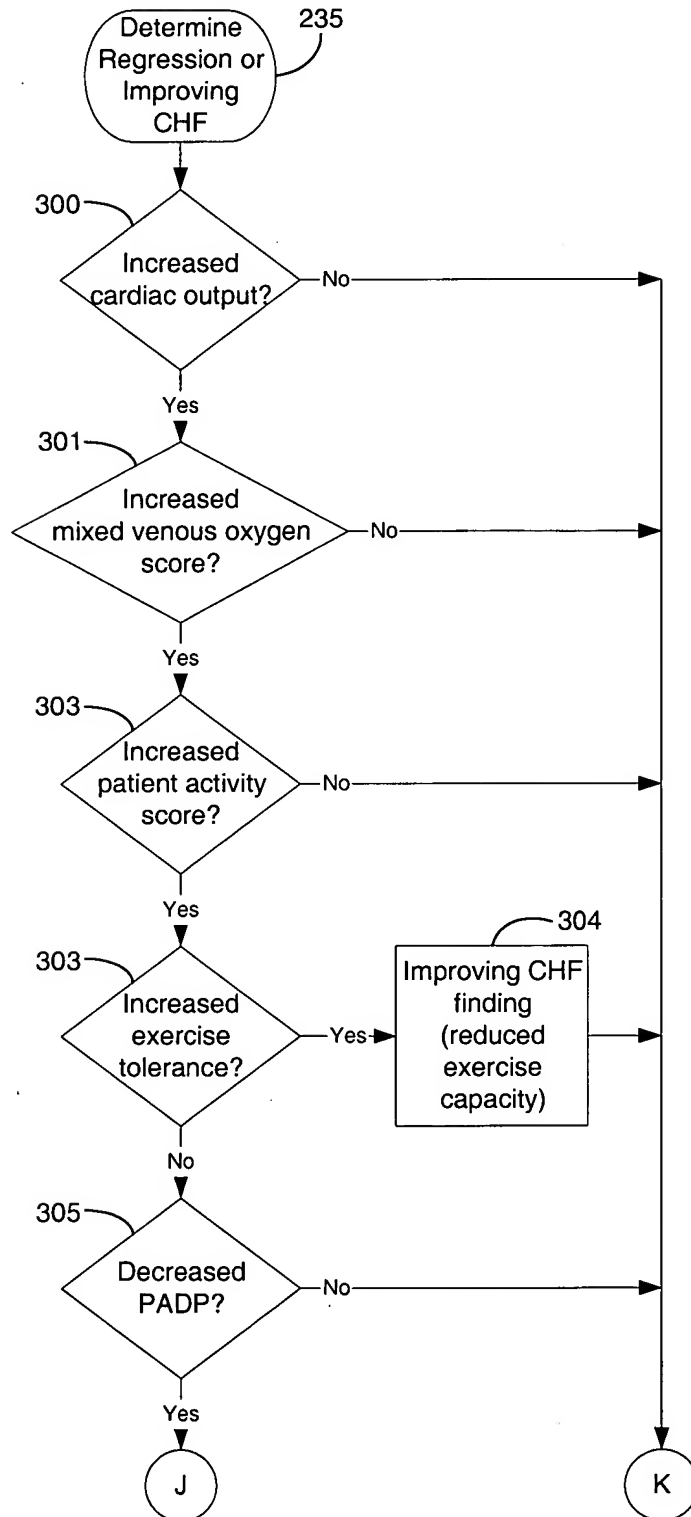 Determine
Regression or
Improving
CHF
235
300
Increased
cardiac output?
No
Yes
301
Increased
mixed venous oxygen
score?
No
Yes
303
Increased
patient activity
score?
No
Yes
303
Increased
exercise
tolerance?
Yes
304
Improving CHF
finding
(reduced
exercise
capacity)
No
305
Decreased
PADP?
No
Yes
J
K